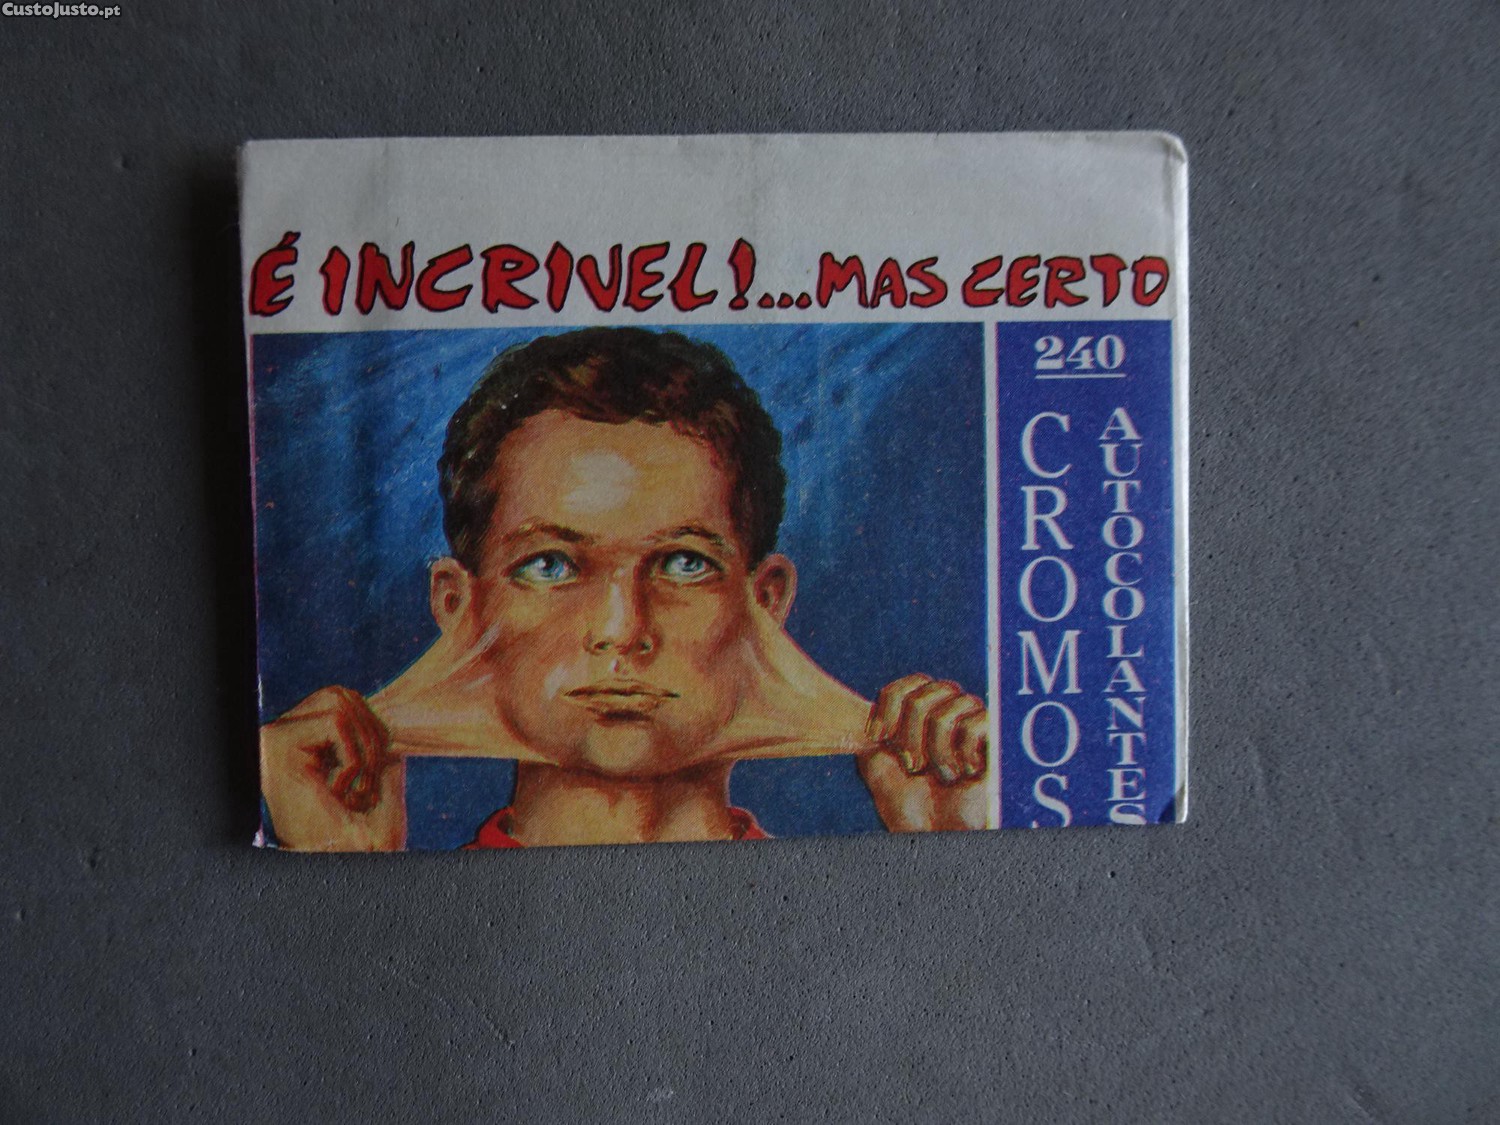 CustoJusto.pt
É INCRIVEL!...MAS CERTO
240
CROMOS
AUTOCOLANTES